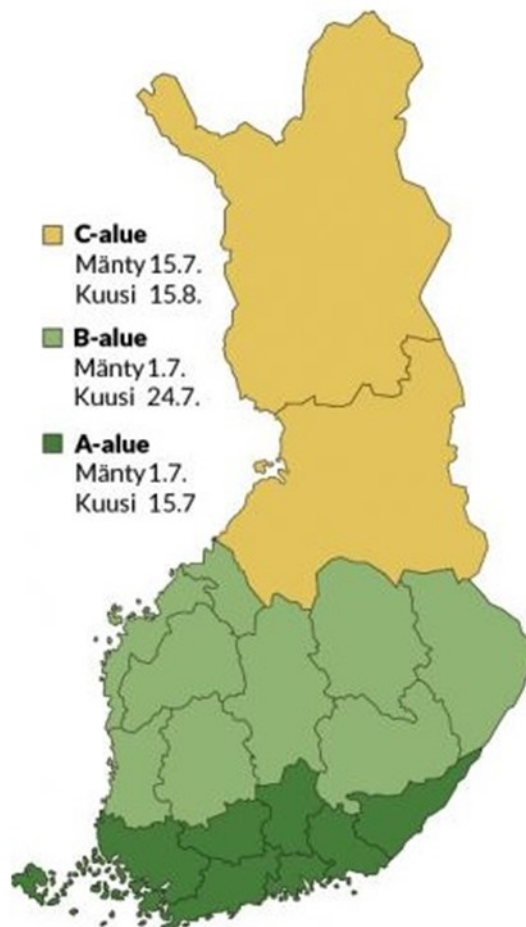 C-alue
Mänty 15.7.
Kuusi 15.8.
B-alue
Mänty 1.7.
Kuusi 24.7.
A-alue
Mänty 1.7.
Kuusi 15.7